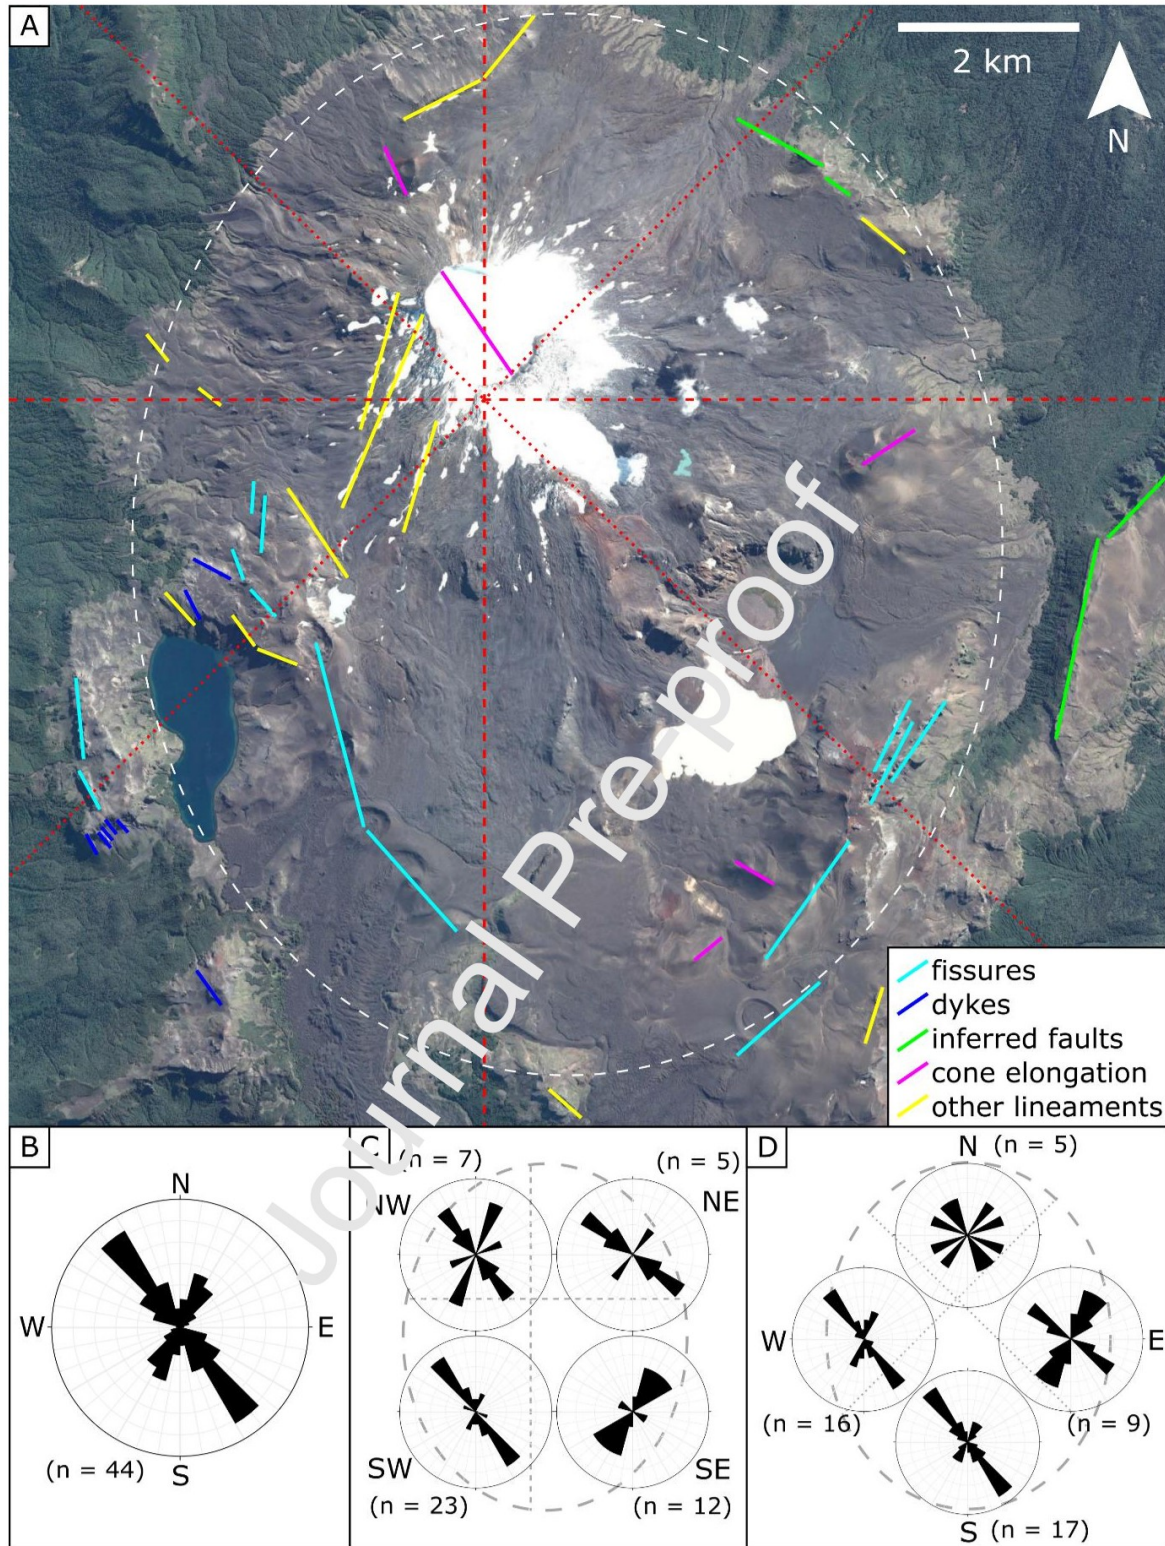 A
2 km
N
fissures
dykes
inferred faults
cone elongation
other lineaments
Journal Pre-proof
B
N
W
E
S
(n = 44)
C
(n = 7)
(n = 5)
NW
NE
SW
SE
(n = 23)
(n = 12)
D
N
(n = 5)
W
E
(n = 16)
(n = 9)
S
(n = 17)